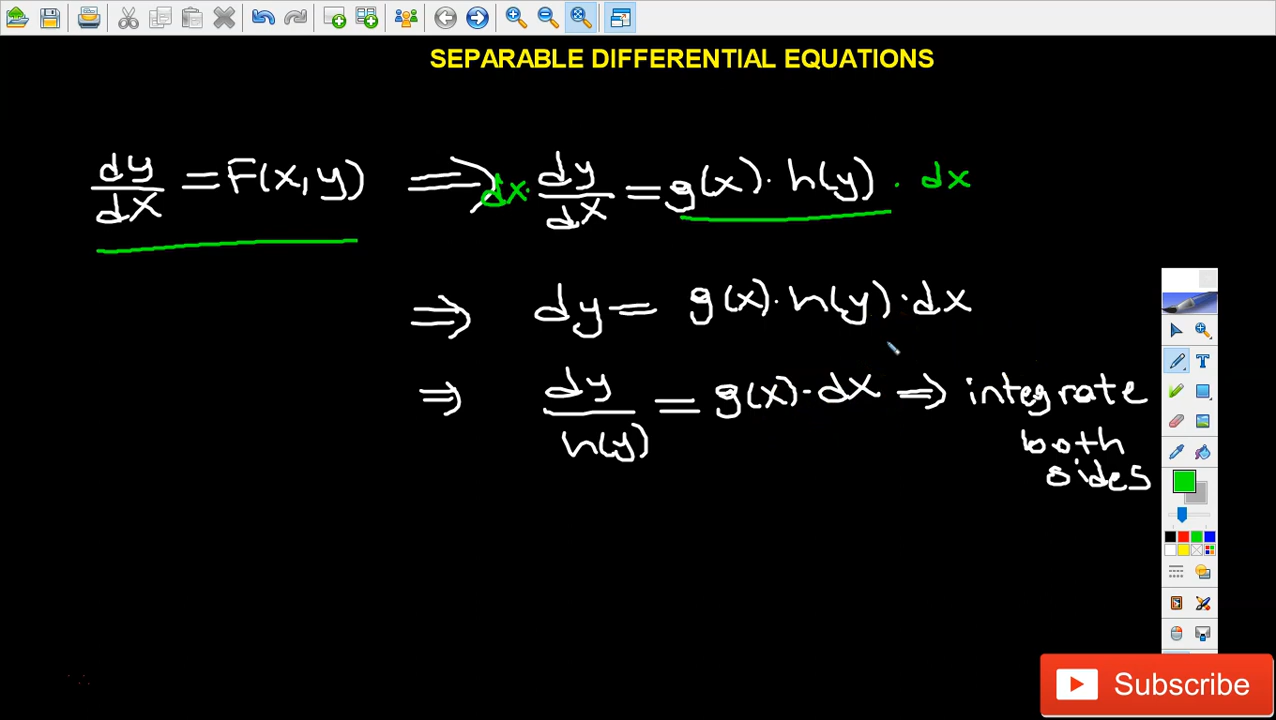 SEPARABLE DIFFERENTIAL EQUATIONS
dy/dx = F(x,y) ⟹ dx · dy/dx = g(x) · h(y) · dx
⟹ dy = g(x) · h(y) · dx
⟹ dy/h(y) = g(x) · dx ⟹ integrate
both
sides
Subscribe